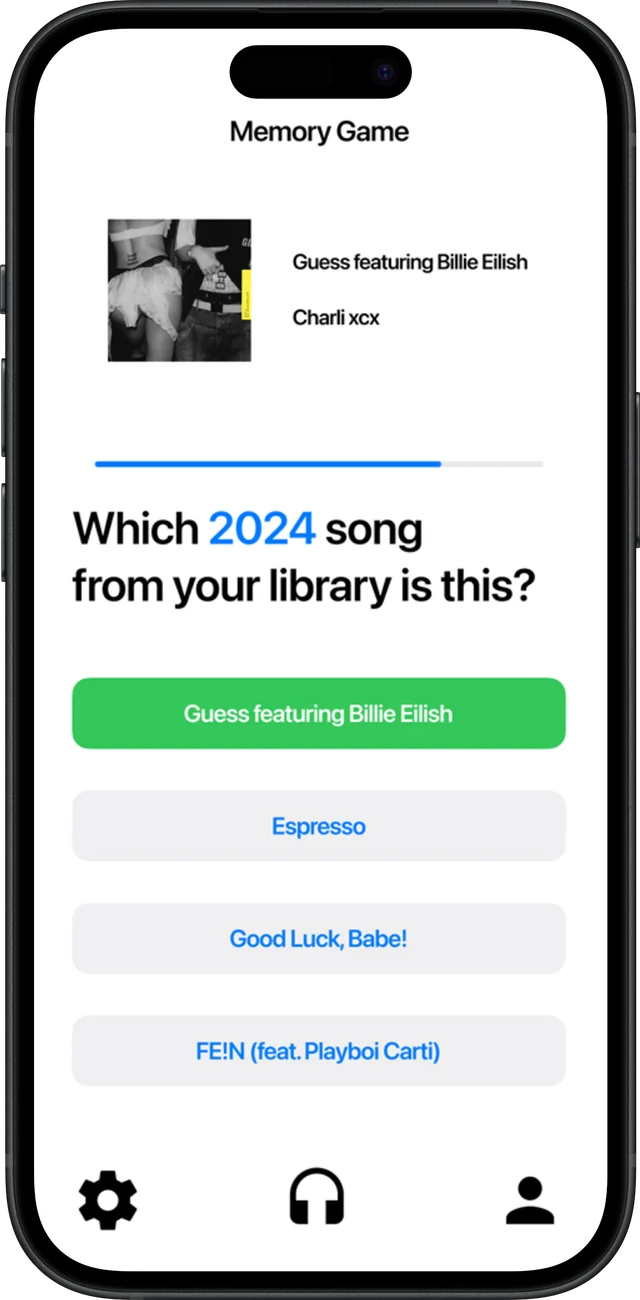 Memory Game
Guess featuring Billie Eilish
Charli xcx
Which 2024 song
from your library is this?
Guess featuring Billie Eilish
Espresso
Good Luck, Babe!
FE!N (feat. Playboi Carti)